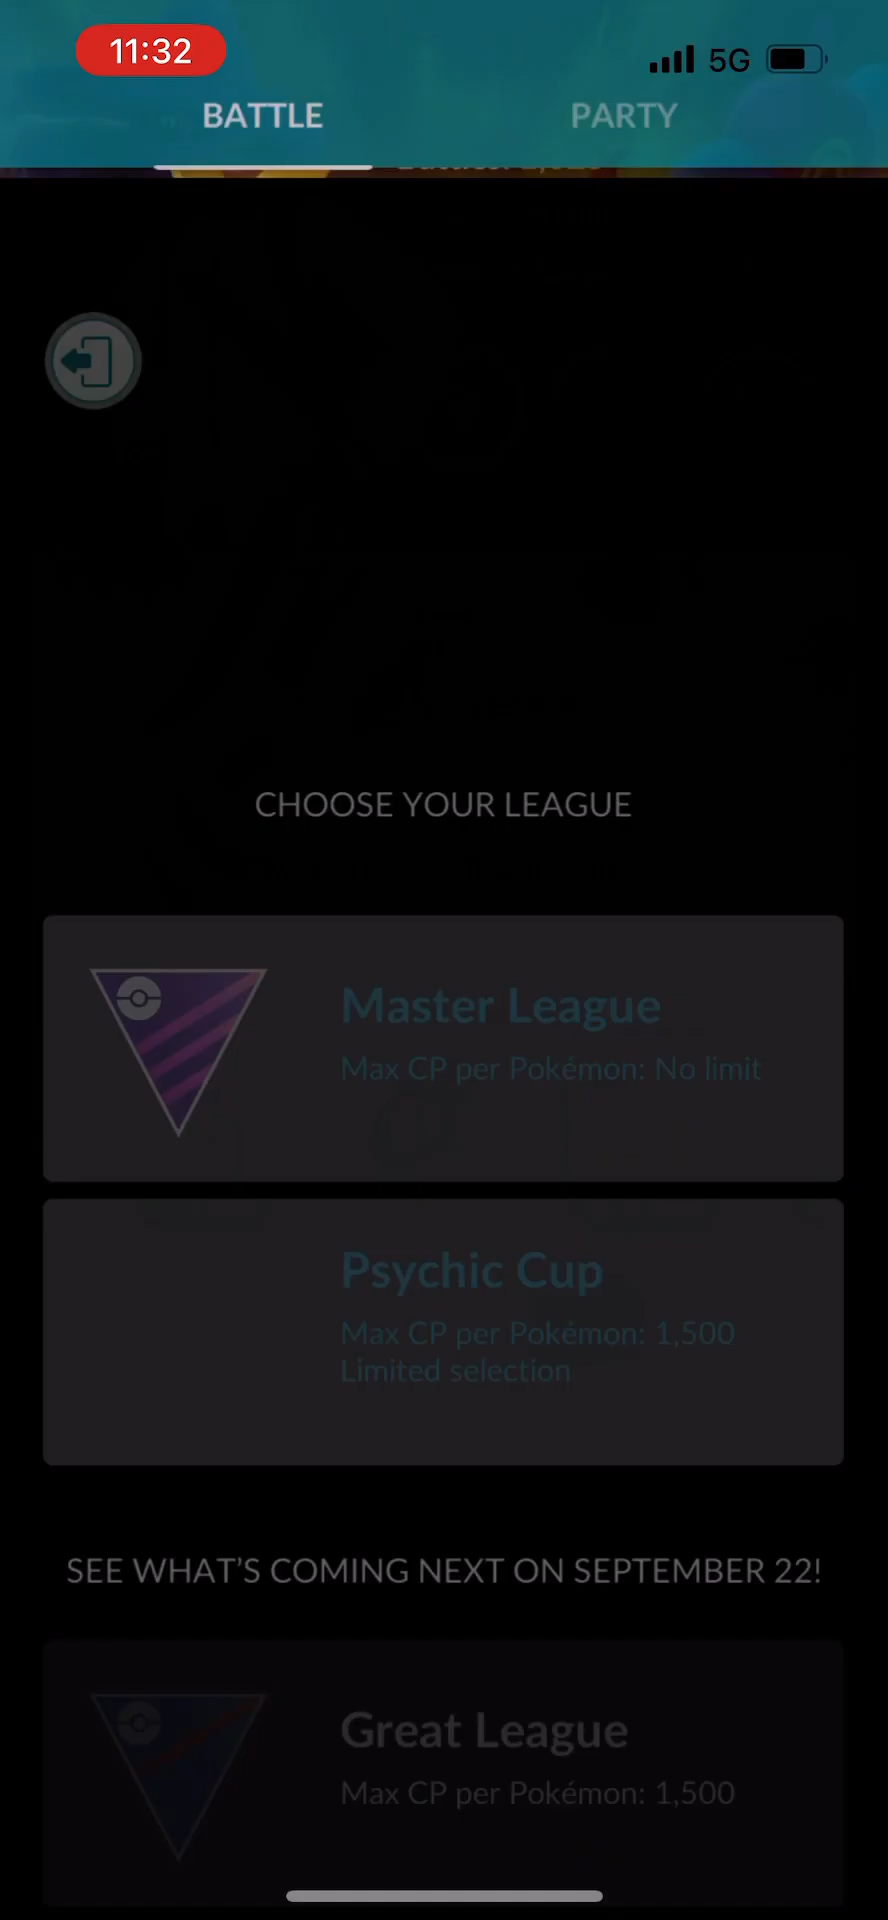 11:32
5G
BATTLE
PARTY
CHOOSE YOUR LEAGUE
Master League
Max CP per Pokémon: No limit
Psychic Cup
Max CP per Pokémon: 1,500
Limited selection
SEE WHAT'S COMING NEXT ON SEPTEMBER 22!
Great League
Max CP per Pokémon: 1,500